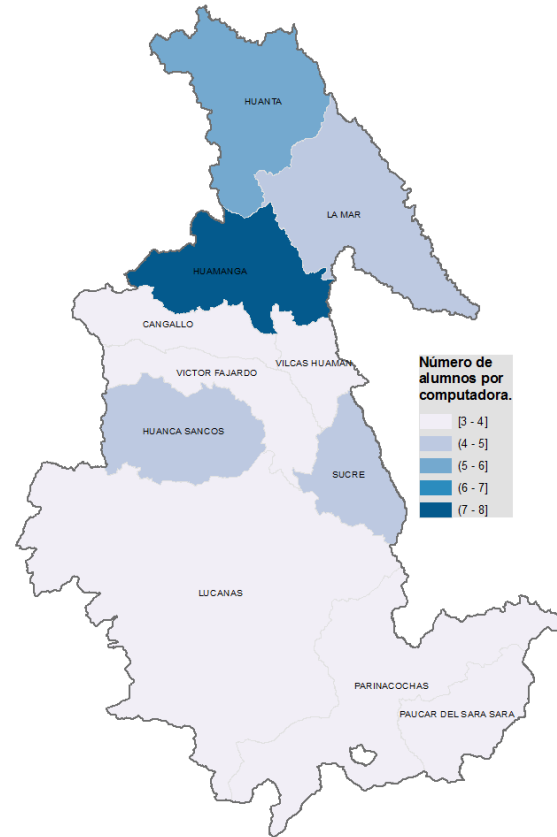 HUANTA
LA MAR
HUAMANGA
CANGALLO
VILCAS HUAMAN
VICTOR FAJARDO
HUANCA SANCOS
SUCRE
LUCANAS
PARINACOCHAS
PAUCAR DEL SARA SARA
Número de
alumnos por
computadora.
[3 - 4]
(4 - 5]
(5 - 6]
(6 - 7]
(7 - 8]